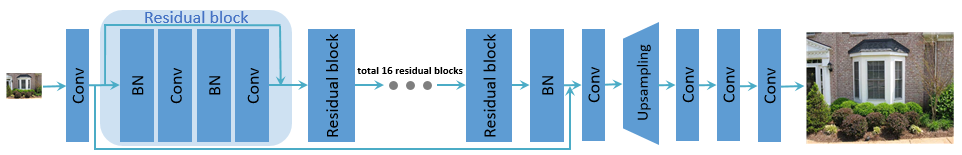 Residual block
Conv
BN
Conv
BN
Conv
Residual block
total 16 residual blocks
Residual block
BN
Conv
Upsampling
Conv
Conv
Conv